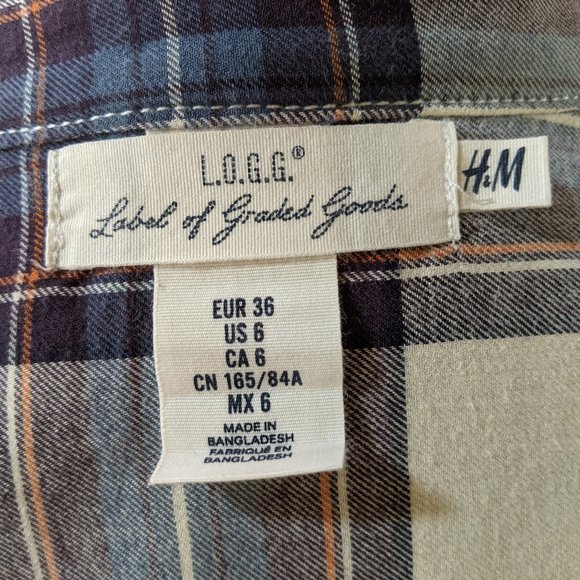 L.O.G.G.®
Label of Graded Goods
H&M
EUR 36
US 6
CA 6
CN 165/84A
MX 6
MADE IN
BANGLADESH
FABRIQUÉ EN
BANGLADESH